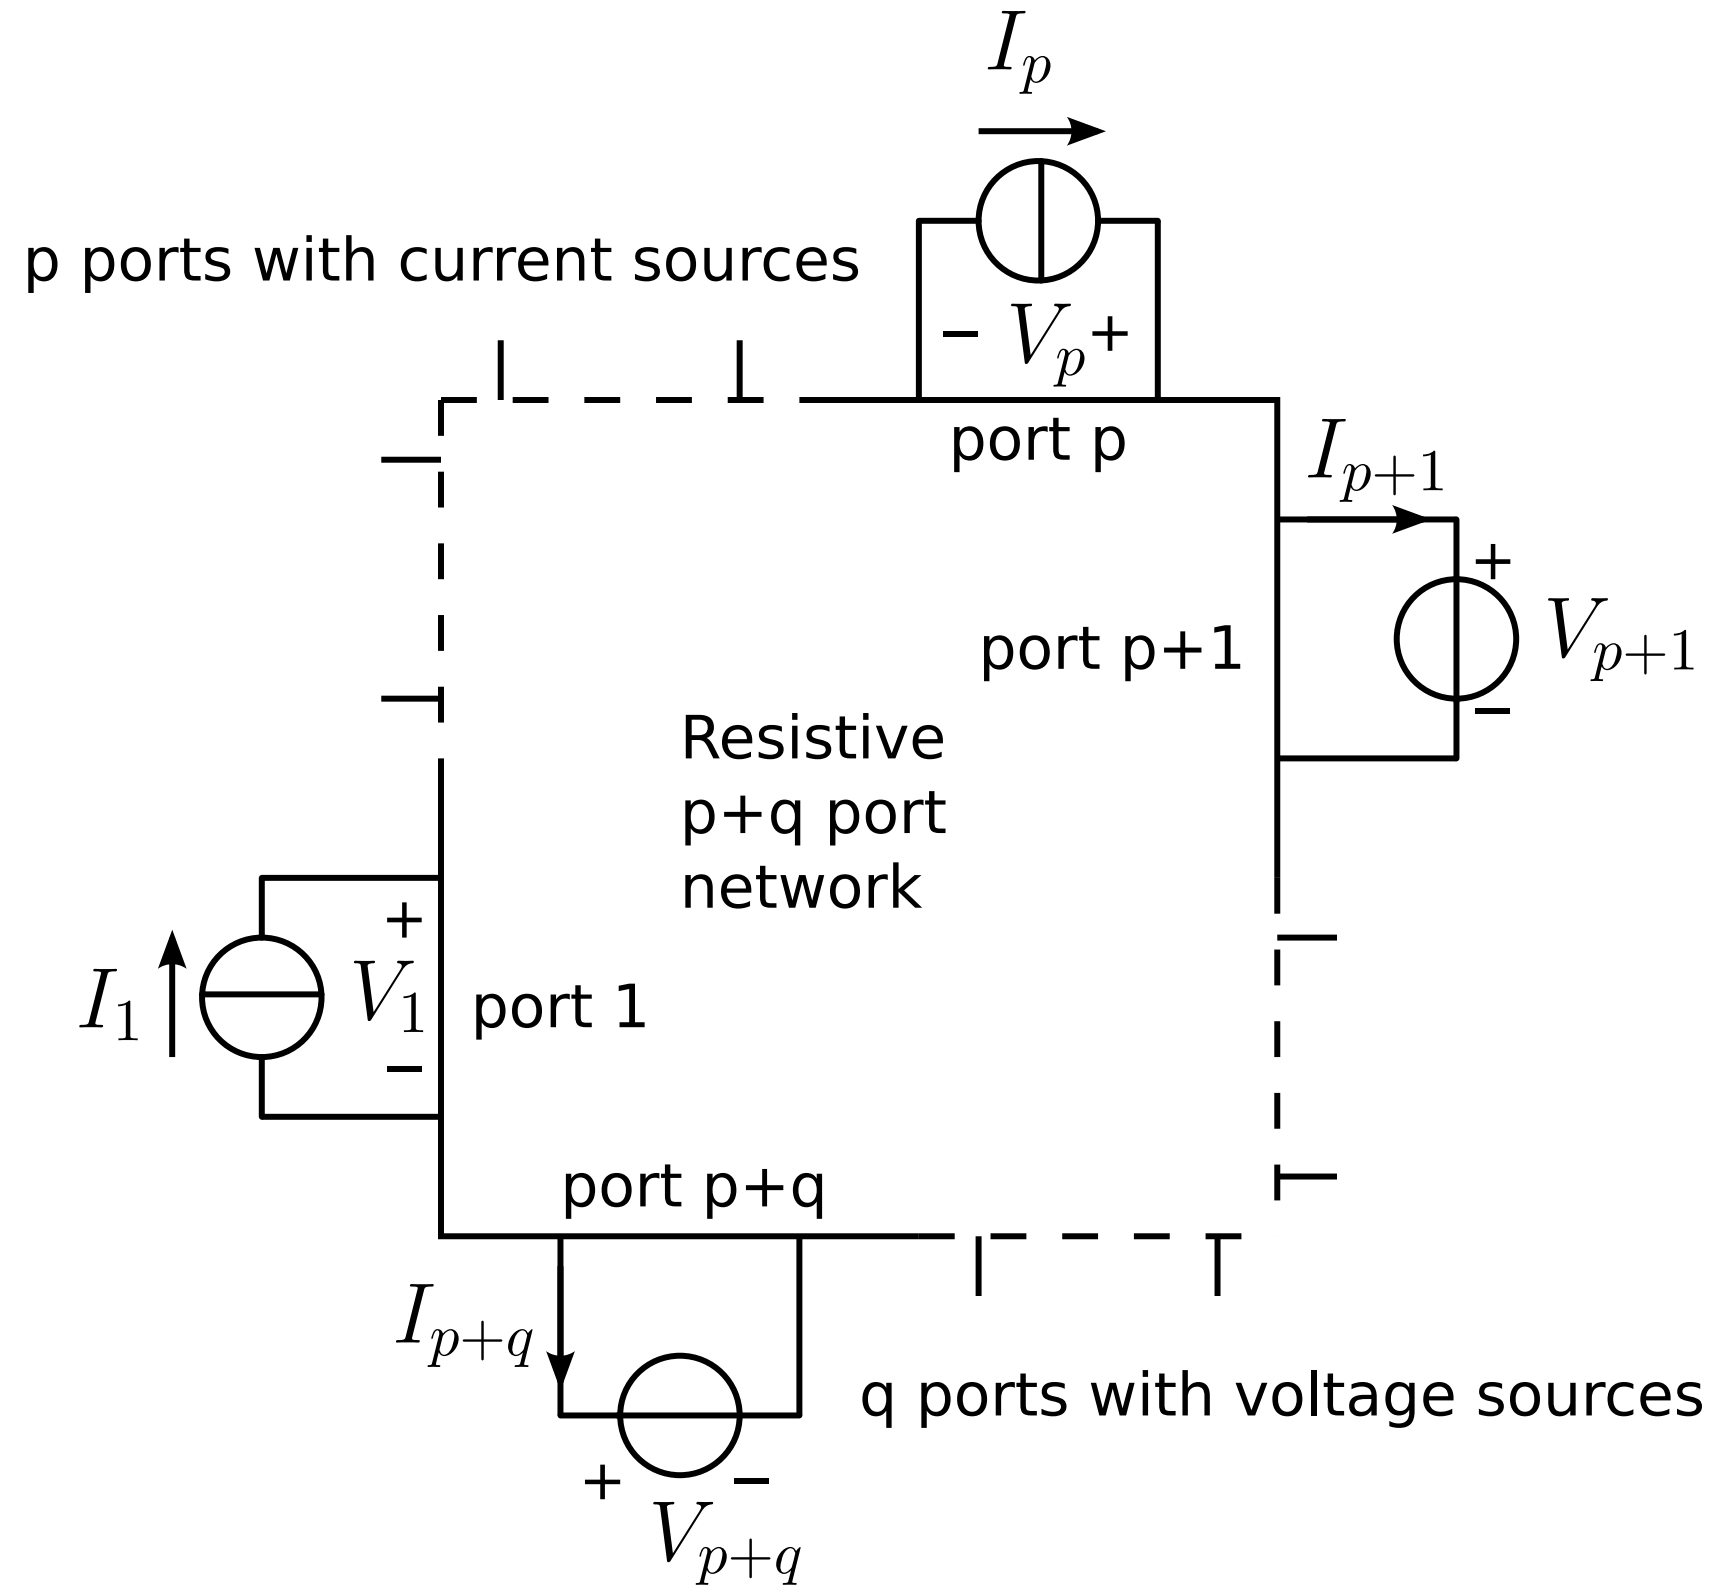 I_p
p ports with current sources
− V_p +
port p
I_{p+1}
+
port p+1
V_{p+1}
−
Resistive
p+q port
network
+
I_1
V_1
port 1
−
port p+q
I_{p+q}
q ports with voltage sources
+ −
V_{p+q}